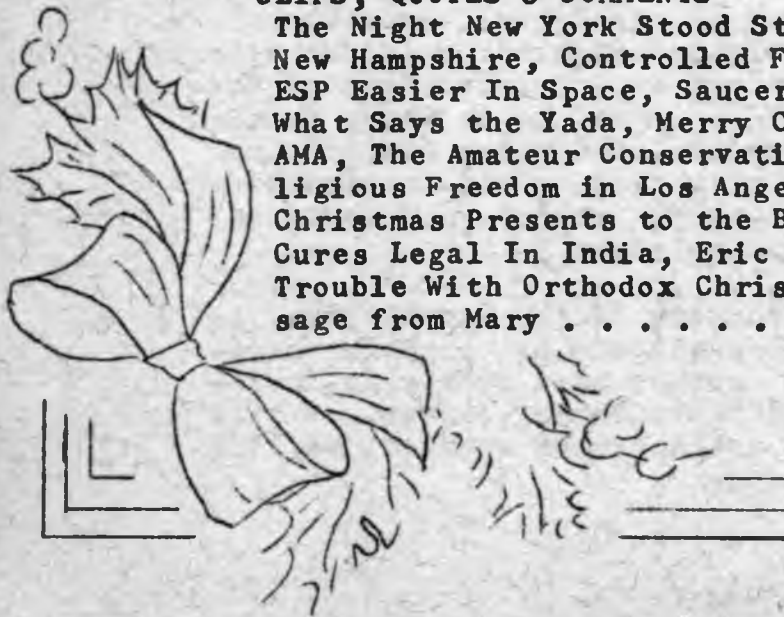 The Night New York Stood St
New Hampshire, Controlled F
ESP Easier In Space, Saucer
What Says the Yada, Merry C
AMA, The Amateur Conservati
ligious Freedom in Los Ange
Christmas Presents to the E
Cures Legal In India, Eric
Trouble With Orthodox Chris
sage from Mary . . . . . .